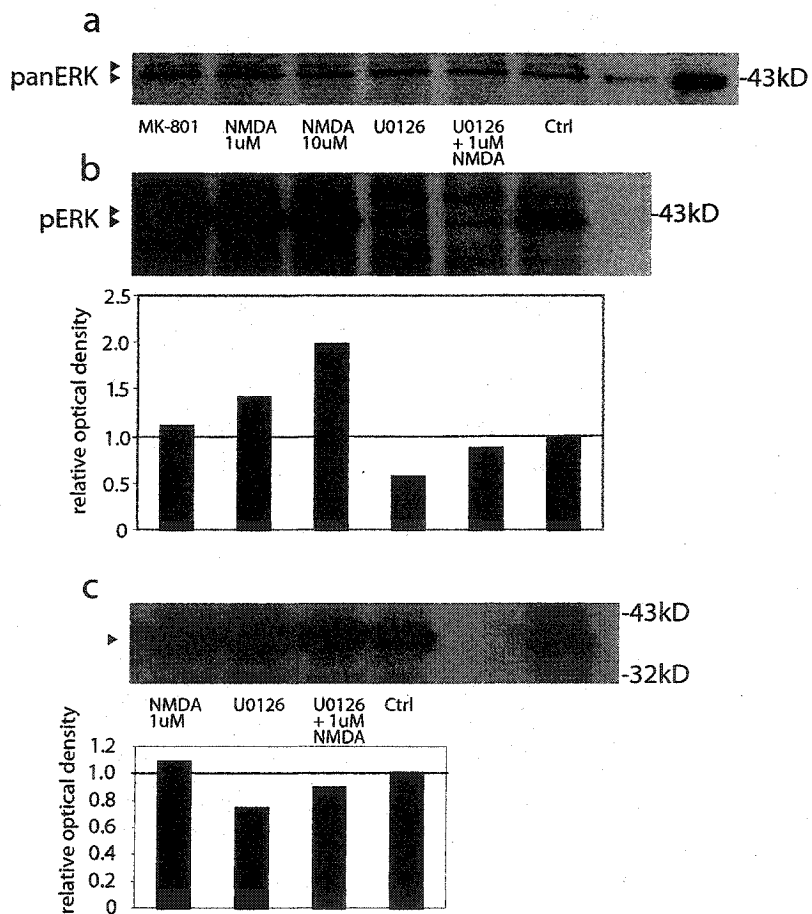 a
panERK
-43kD
MK-801 NMDA 1uM NMDA 10uM U0126 U0126 + 1uM NMDA Ctrl
b
pERK
-43kD
relative optical density
2.5
2.0
1.5
1.0
0.5
0
c
-43kD
-32kD
NMDA 1uM U0126 U0126 + 1uM NMDA Ctrl
relative optical density
1.2
1.0
0.8
0.6
0.4
0.2
0